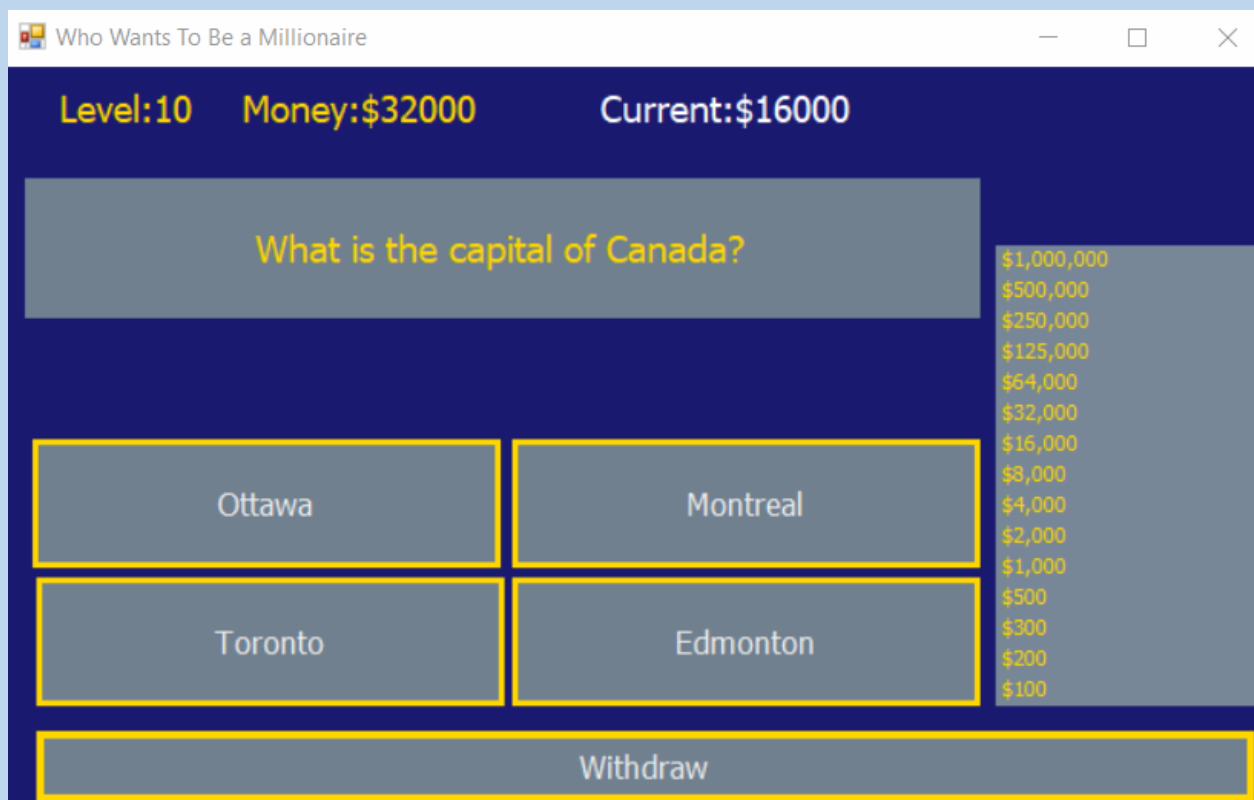 Who Wants To Be a Millionaire
Level:10 Money:$32000 Current:$16000
What is the capital of Canada?
$1,000,000
$500,000
$250,000
$125,000
$64,000
$32,000
$16,000
$8,000
$4,000
$2,000
$1,000
$500
$300
$200
$100
Ottawa Montreal
Toronto Edmonton
Withdraw